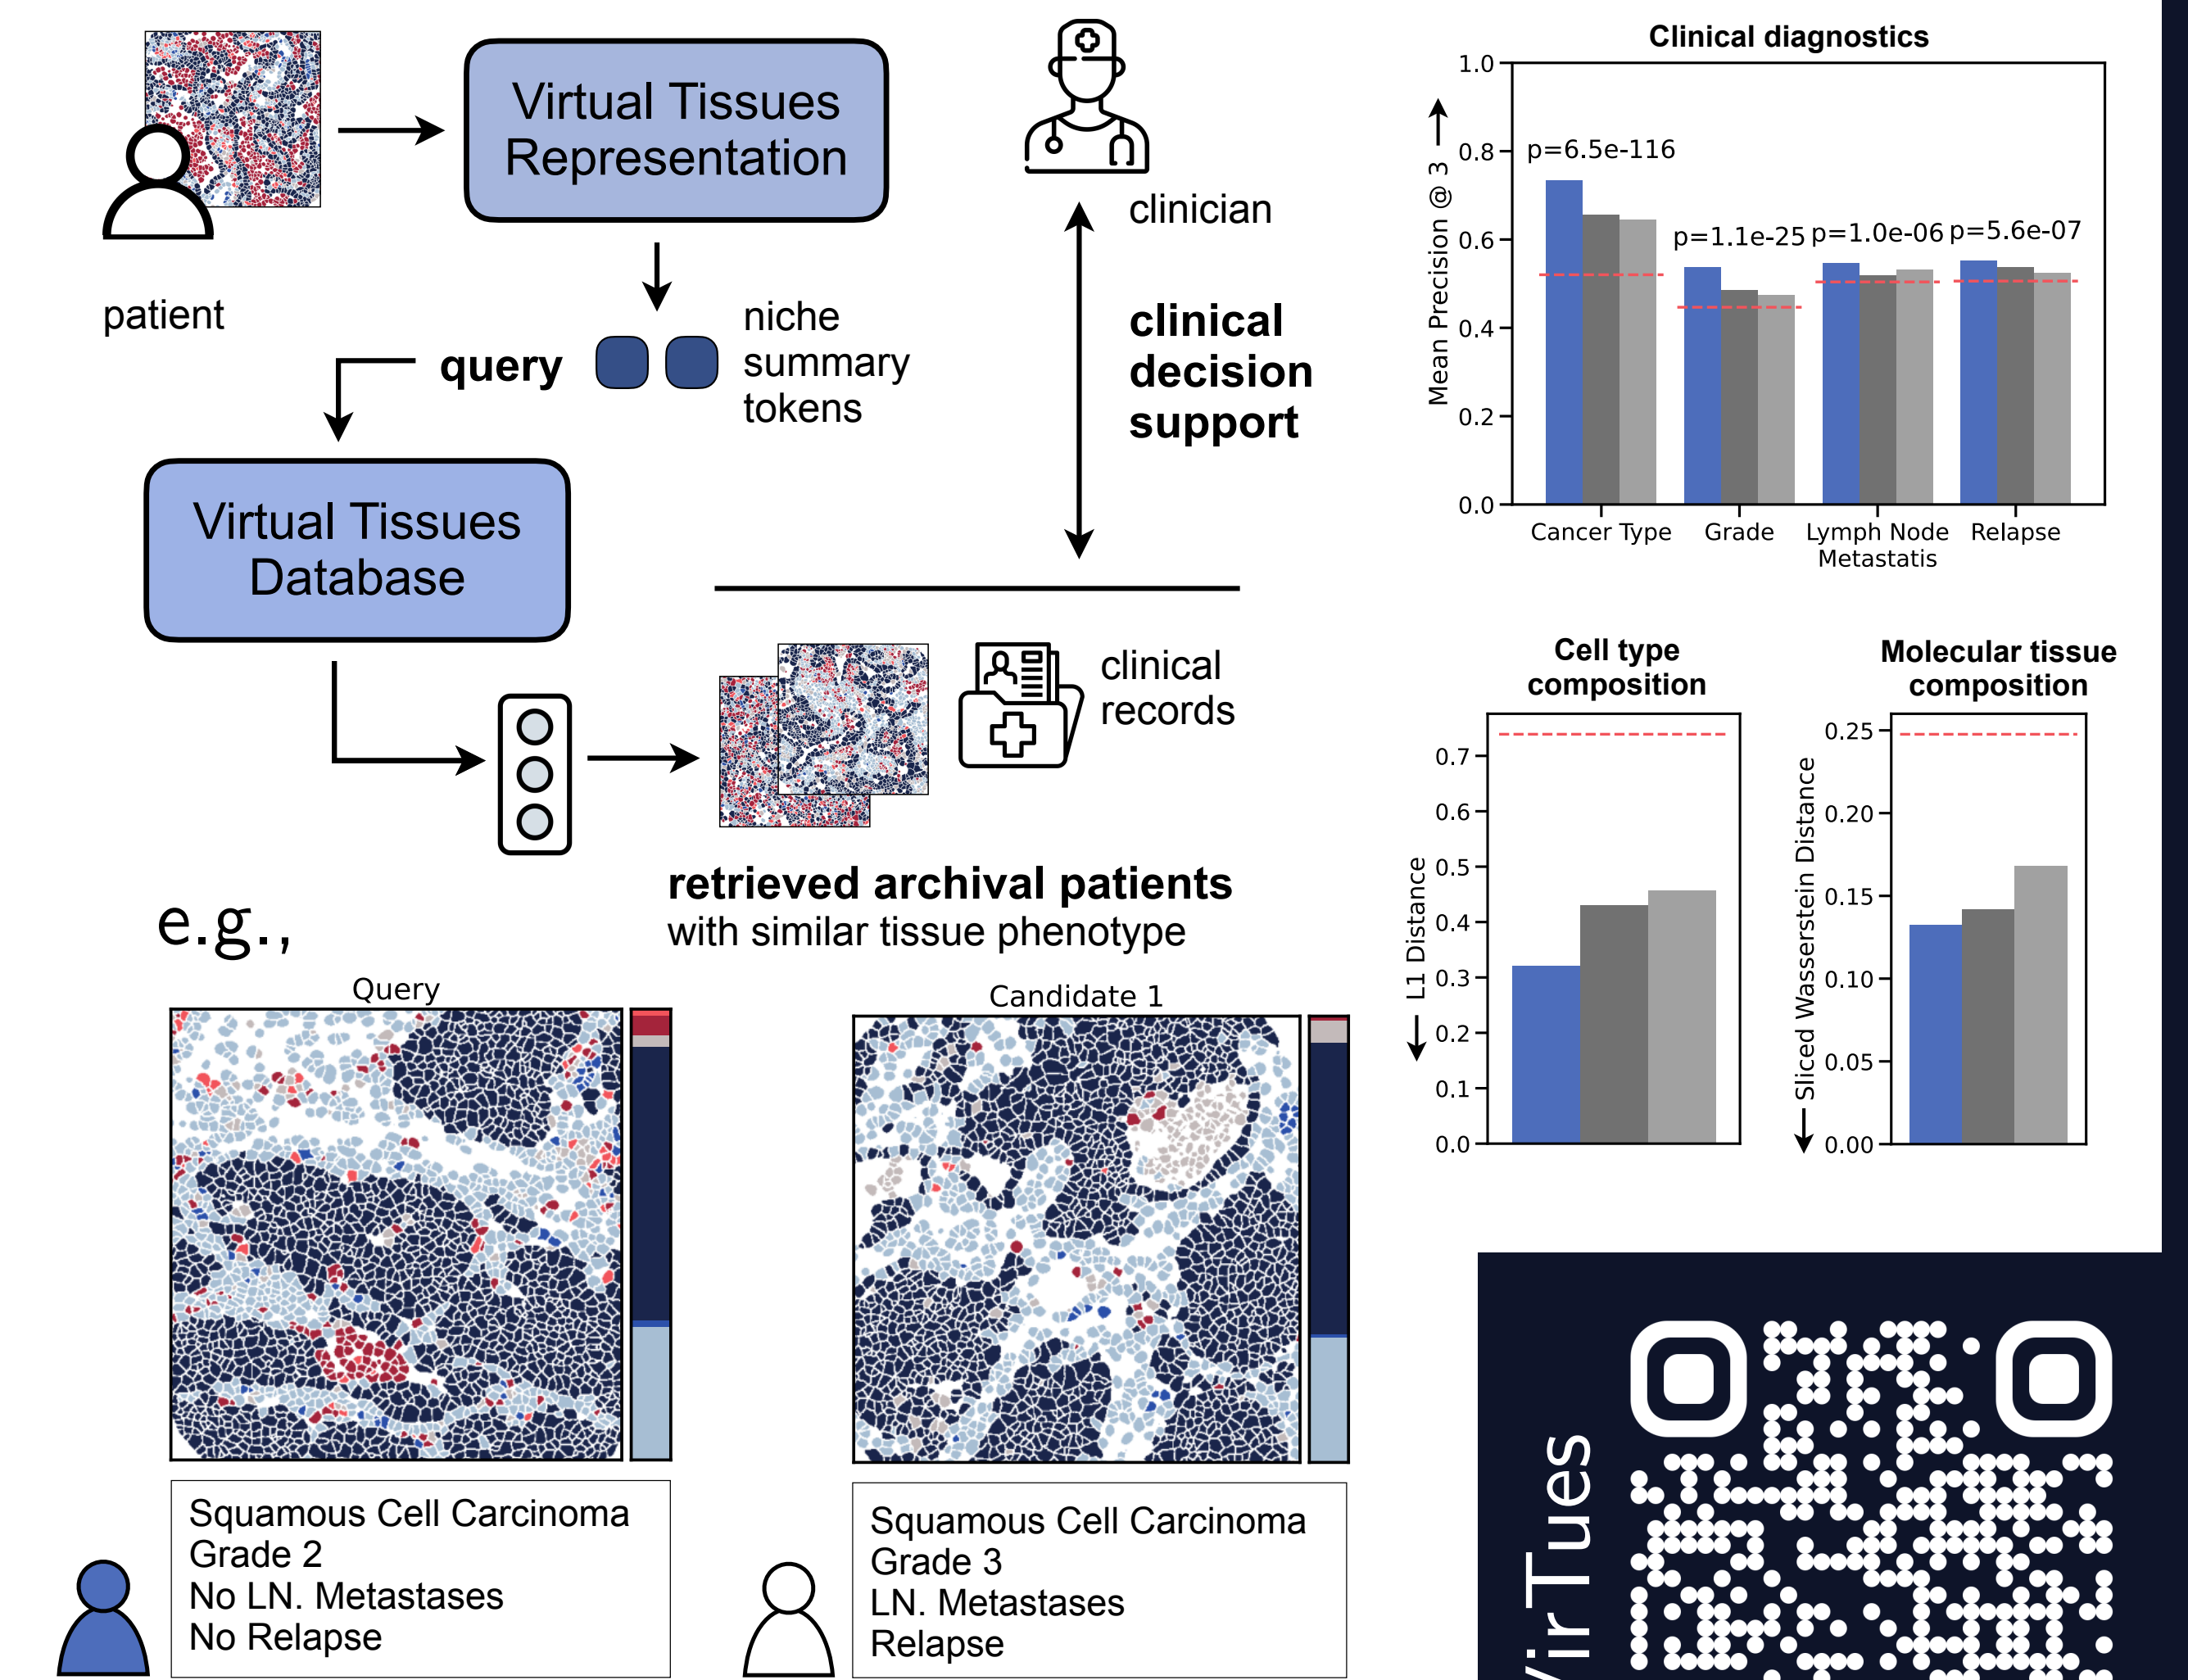 Virtual Tissues
Representation
patient
clinician
niche
summary
tokens
query
clinical
decision
support
Virtual Tissues
Database
clinical
records
retrieved archival patients
with similar tissue phenotype
e.g.,
Query
Candidate 1
Squamous Cell Carcinoma
Grade 2
No LN. Metastases
No Relapse
Squamous Cell Carcinoma
Grade 3
LN. Metastases
Relapse
Clinical diagnostics
Mean Precision @ 3
1.0
0.8
0.6
0.4
0.2
0.0
p=6.5e-116
p=1.1e-25
p=1.0e-06
p=5.6e-07
Cancer Type
Grade
Lymph Node
Metastatis
Relapse
Cell type
composition
L1 Distance
0.7
0.6
0.5
0.4
0.3
0.2
0.1
0.0
Molecular tissue
composition
Sliced Wasserstein Distance
0.25
0.20
0.15
0.10
0.05
0.00
VirTues